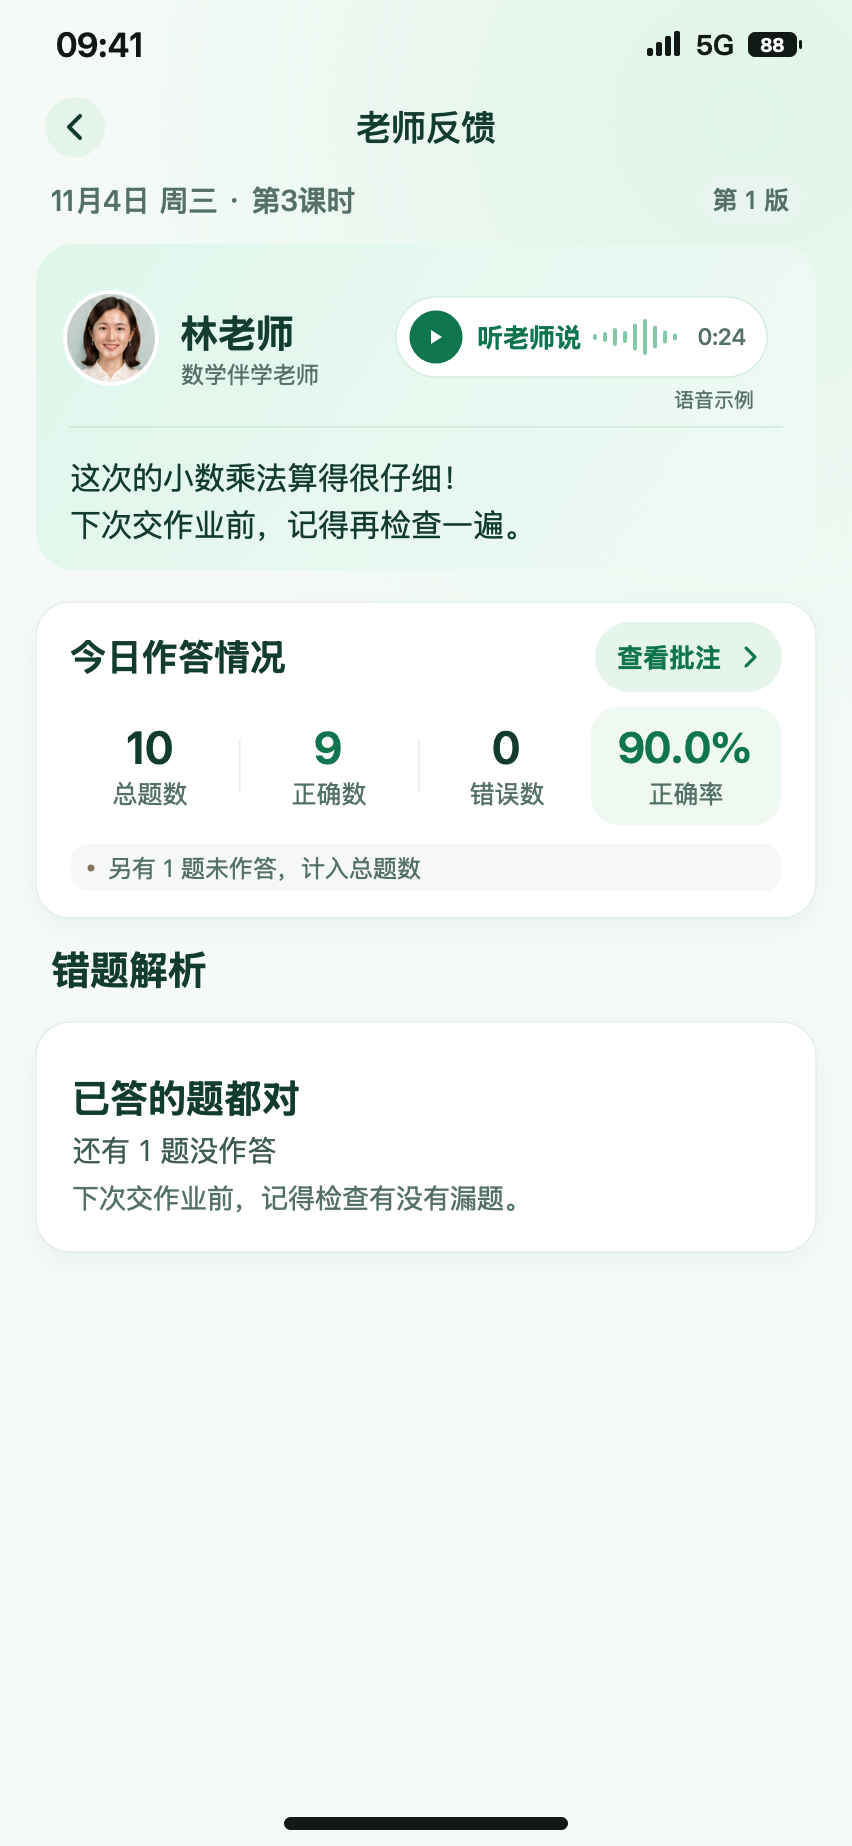 09:41
5G 88
老师反馈
11月4日 周三 · 第3课时
第 1 版
林老师
数学伴学老师
听老师说 0:24
语音示例
这次的小数乘法算得很仔细！
下次交作业前，记得再检查一遍。
今日作答情况
查看批注
10 9 0 90.0%
总题数 正确数 错误数 正确率
• 另有 1 题未作答，计入总题数
错题解析
已答的题都对
还有 1 题没作答
下次交作业前，记得检查有没有漏题。